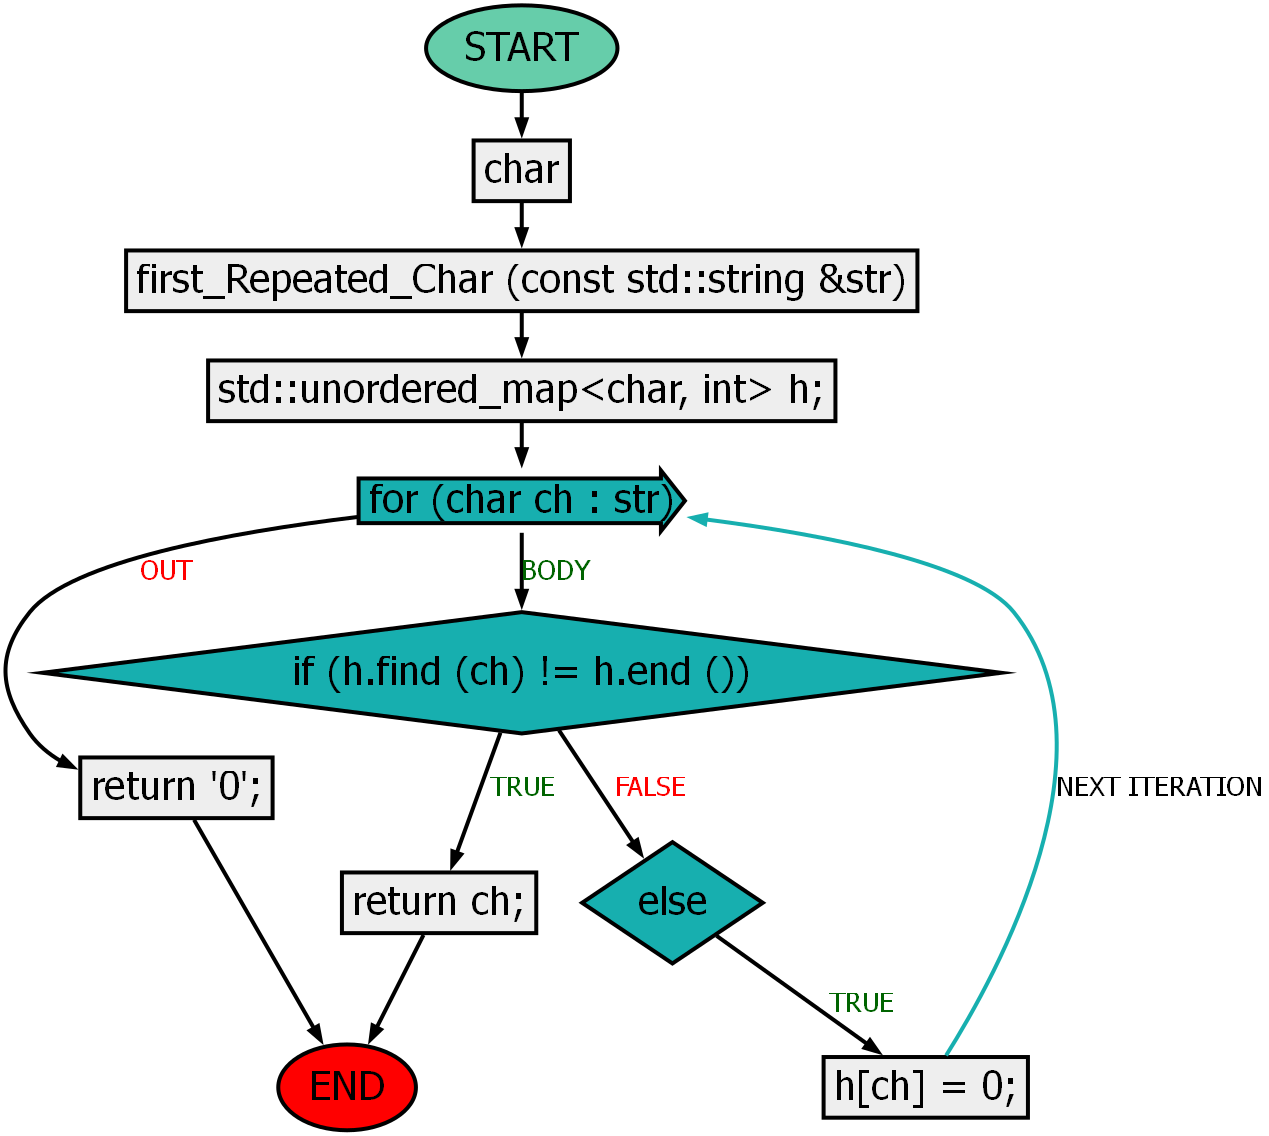 START
char
first_Repeated_Char (const std::string &str)
std::unordered_map<char, int> h;
for (char ch : str)
OUT
BODY
if (h.find (ch) != h.end ())
return '0';
TRUE
FALSE
NEXT ITERATION
return ch;
else
TRUE
END
h[ch] = 0;